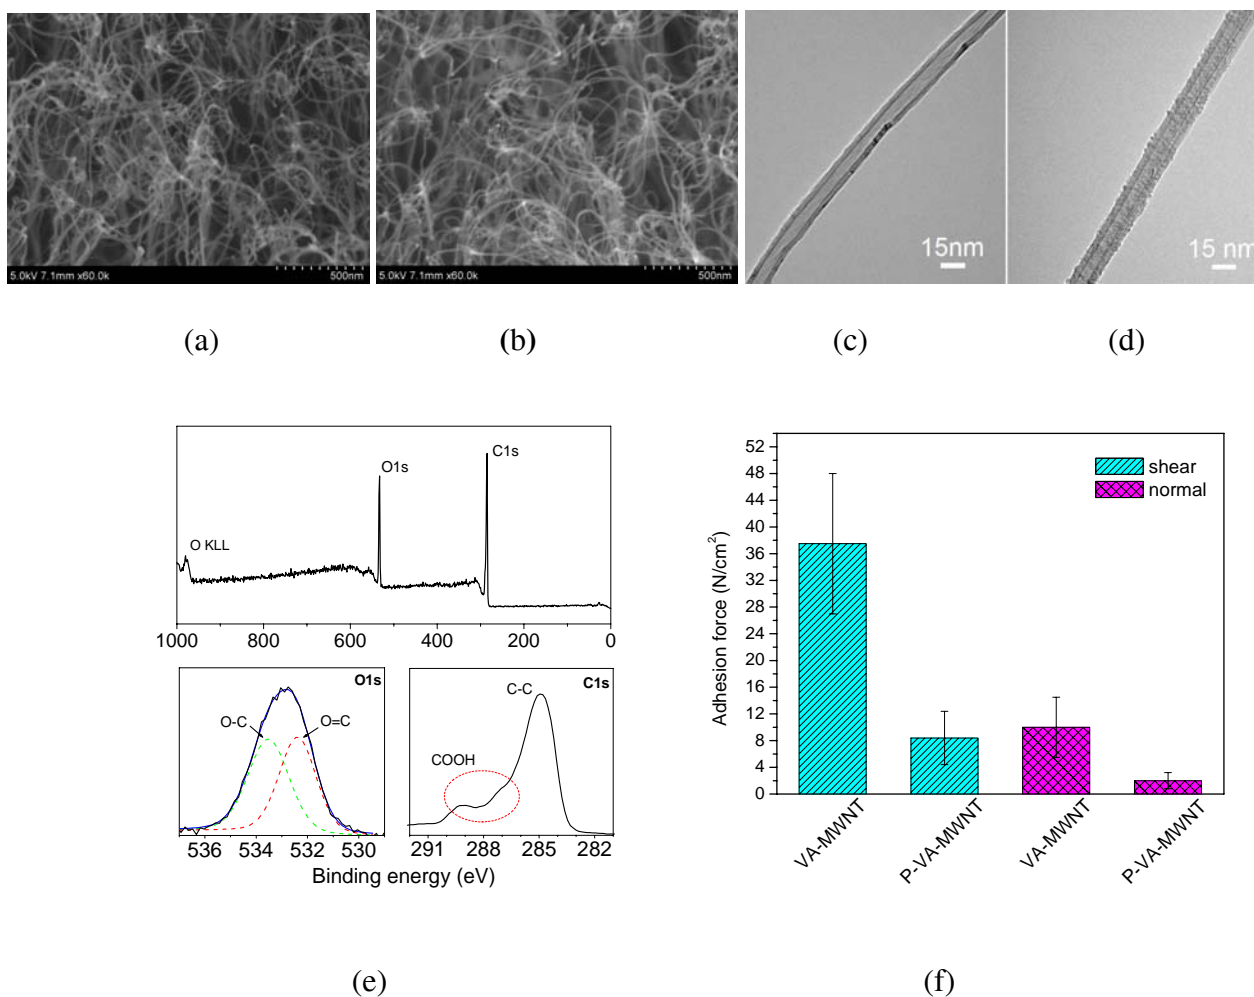 5.0kV 7.1mm x60.0k 500nm
5.0kV 7.1mm x60.0k 500nm
15nm
15 nm
(a)
(b)
(c)
(d)
O KLL
O1s
C1s
1000 800 600 400 200 0
O1s
O-C
O=C
536 534 532 530
C1s
C-C
COOH
291 288 285 282
Binding energy (eV)
(e)
52
48
44
40
36
32
28
24
20
16
12
8
4
0
Adhesion force (N/cm²)
shear
normal
VA-MWNT
P-VA-MWNT
VA-MWNT
P-VA-MWNT
(f)